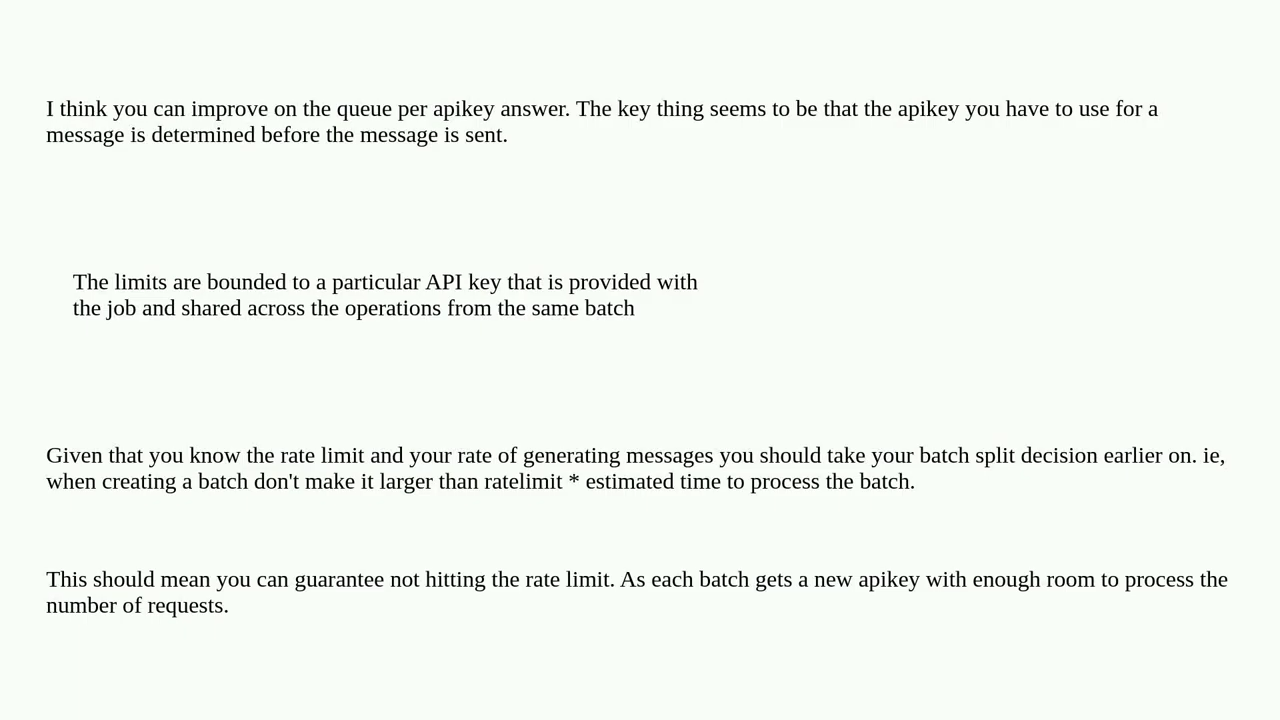 I think you can improve on the queue per apikey answer. The key thing seems to be that the apikey you have to use for a
message is determined before the message is sent.
The limits are bounded to a particular API key that is provided with
the job and shared across the operations from the same batch
Given that you know the rate limit and your rate of generating messages you should take your batch split decision earlier on. ie,
when creating a batch don't make it larger than ratelimit * estimated time to process the batch.
This should mean you can guarantee not hitting the rate limit. As each batch gets a new apikey with enough room to process the
number of requests.